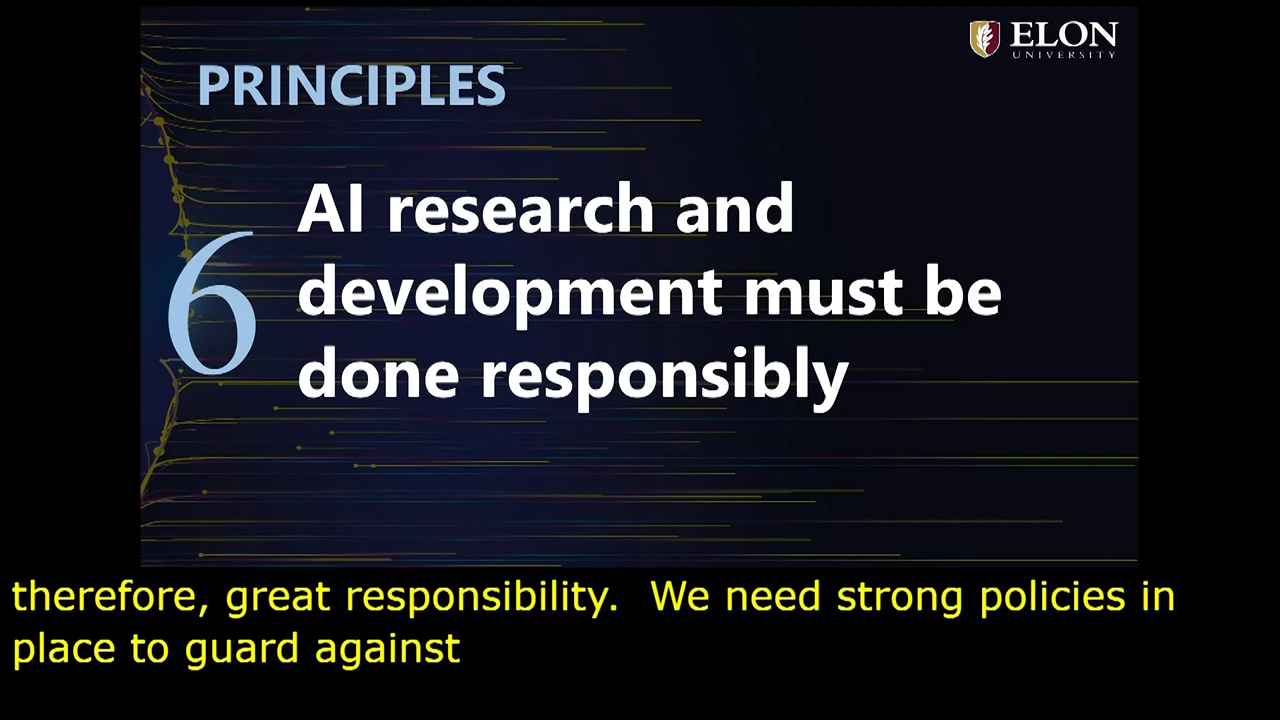 ELON
UNIVERSITY
PRINCIPLES
6
AI research and
development must be
done responsibly
therefore, great responsibility.  We need strong policies in
place to guard against